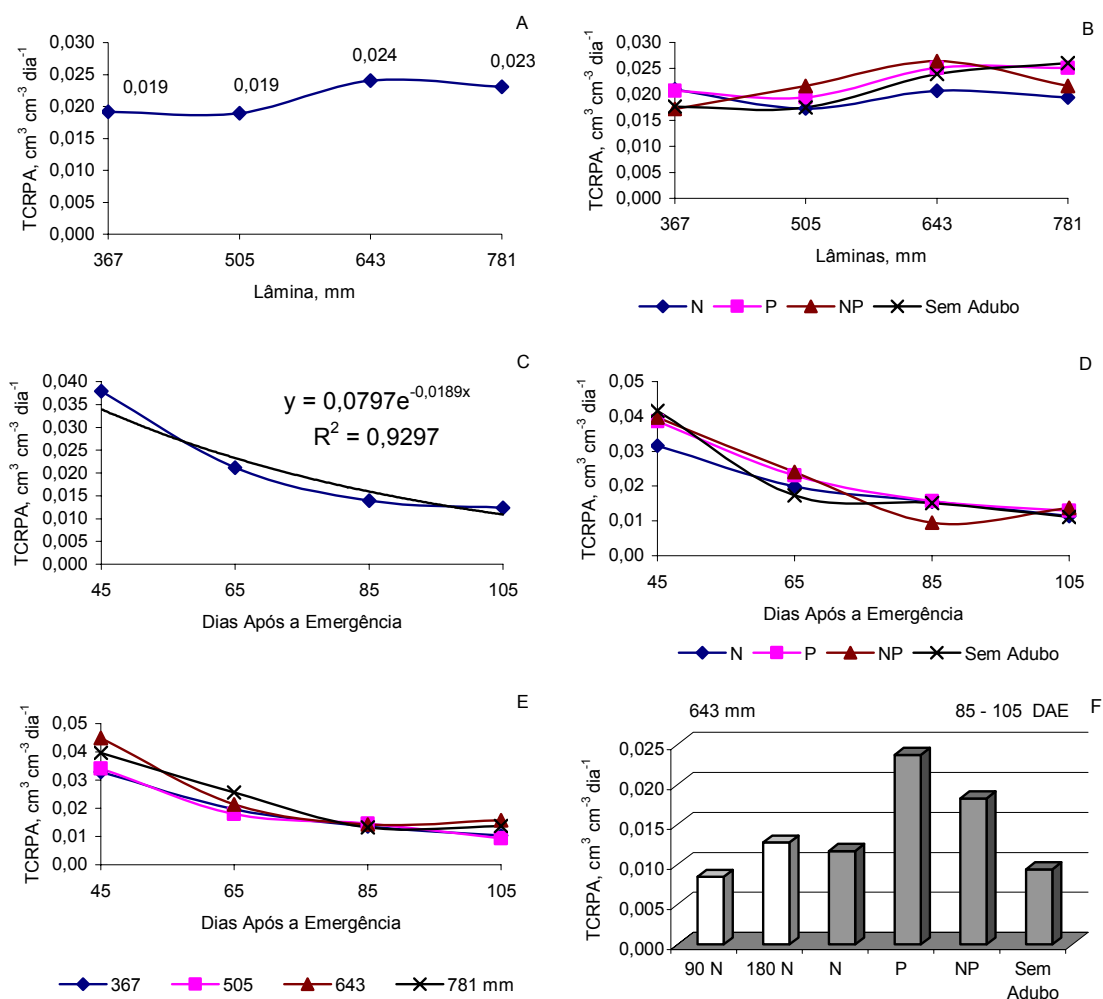 A
TCRPA, cm³ cm⁻³ dia⁻¹
0,030
0,025
0,020
0,015
0,010
0,005
0,000
0,019
0,019
0,024
0,023
367 505 643 781
Lâmina, mm
B
TCRPA, cm³ cm⁻³ dia⁻¹
0,030
0,025
0,020
0,015
0,010
0,005
0,000
367 505 643 781
Lâminas, mm
N P NP Sem Adubo
C
TCRPA, cm³ cm⁻³ dia⁻¹
0,040
0,035
0,030
0,025
0,020
0,015
0,010
0,005
0,000
y = 0,0797e⁻⁰,⁰¹⁸⁹ˣ
R² = 0,9297
45 65 85 105
Dias Após a Emergência
D
TCRPA, cm³ cm⁻³ dia⁻¹
0,05
0,04
0,03
0,02
0,01
0,00
45 65 85 105
Dias Após a Emergência
N P NP Sem Adubo
E
TCRPA, cm³ cm⁻³ dia⁻¹
0,05
0,04
0,03
0,02
0,01
0,00
45 65 85 105
Dias Após a Emergência
367 505 643 781 mm
643 mm 85 - 105 DAE F
TCRPA, cm³ cm⁻³ dia⁻¹
0,025
0,020
0,015
0,010
0,005
0,000
90 N 180 N N P NP Sem
Adubo